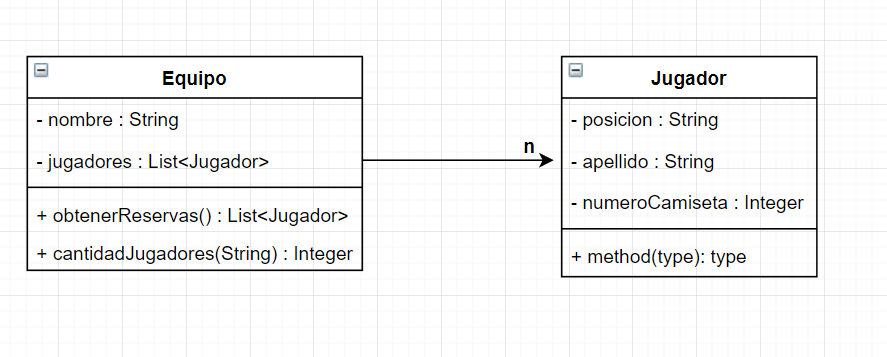 Equipo
- nombre : String
- jugadores : List<Jugador>
+ obtenerReservas() : List<Jugador>
+ cantidadJugadores(String) : Integer
n
Jugador
- posicion : String
- apellido : String
- numeroCamiseta : Integer
+ method(type): type